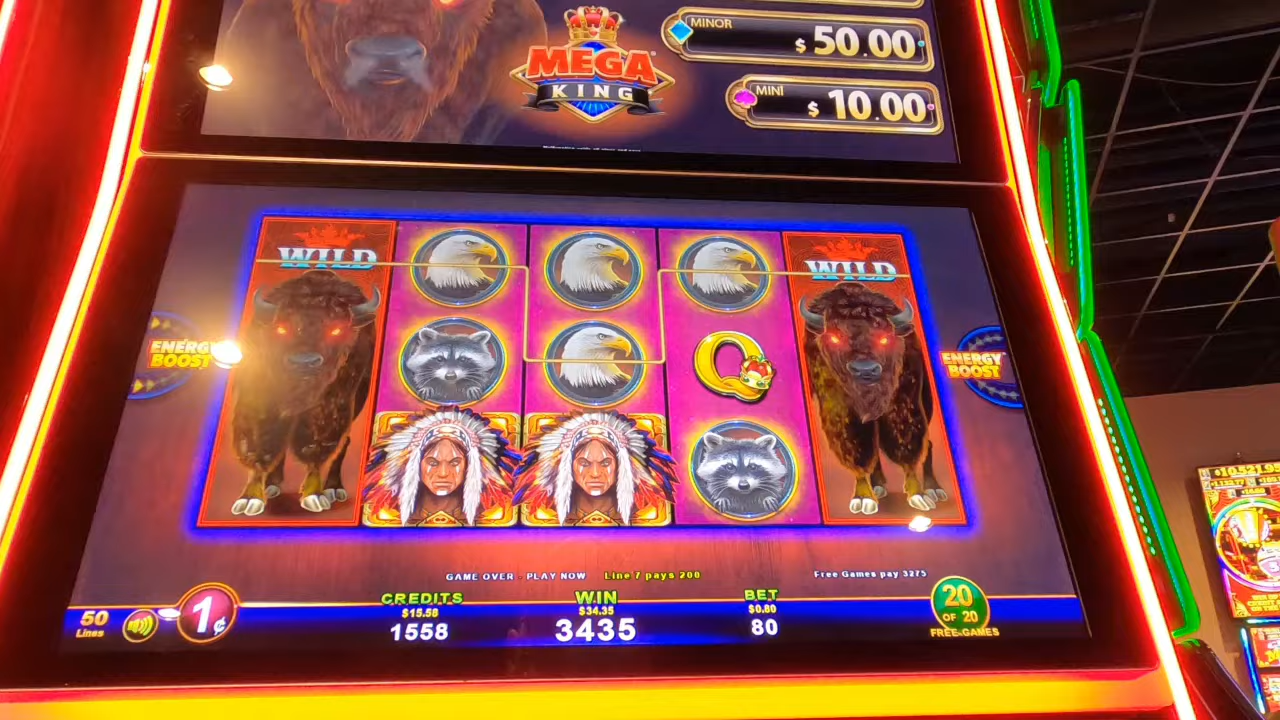 MINOR
$ 50.00
MEGA
KING
MINI
$ 10.00
WILD
WILD
ENERGY
BOOST
ENERGY
BOOST
Q
GAME OVER - PLAY NOW Line 7 pays 200
Free Games pay 3275
50
Lines
1¢
CREDITS
$15.58
1558
WIN
$34.35
3435
BET
$0.80
80
20
OF 20
FREE GAMES